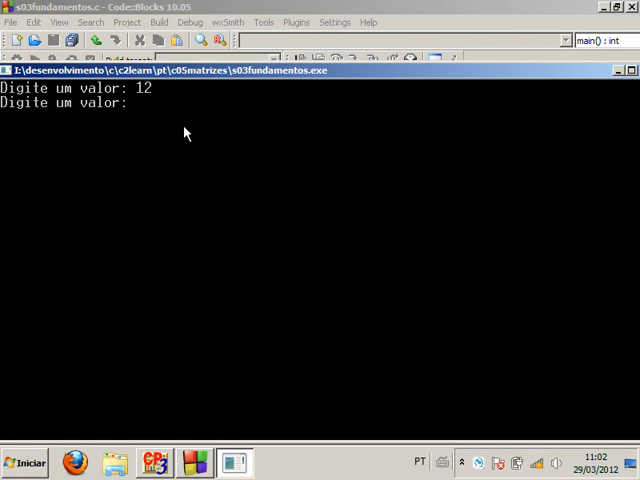 s03fundamentos.c - Code::Blocks 10.05
File Edit View Search Project Build Debug wxSmith Tools Plugins Settings Help
main() : int
Build target:
I:\desenvolvimento\c\c2learn\pt\c05matrizes\s03fundamentos.exe
Digite um valor: 12
Digite um valor:
Iniciar
PT
11:02
29/03/2012